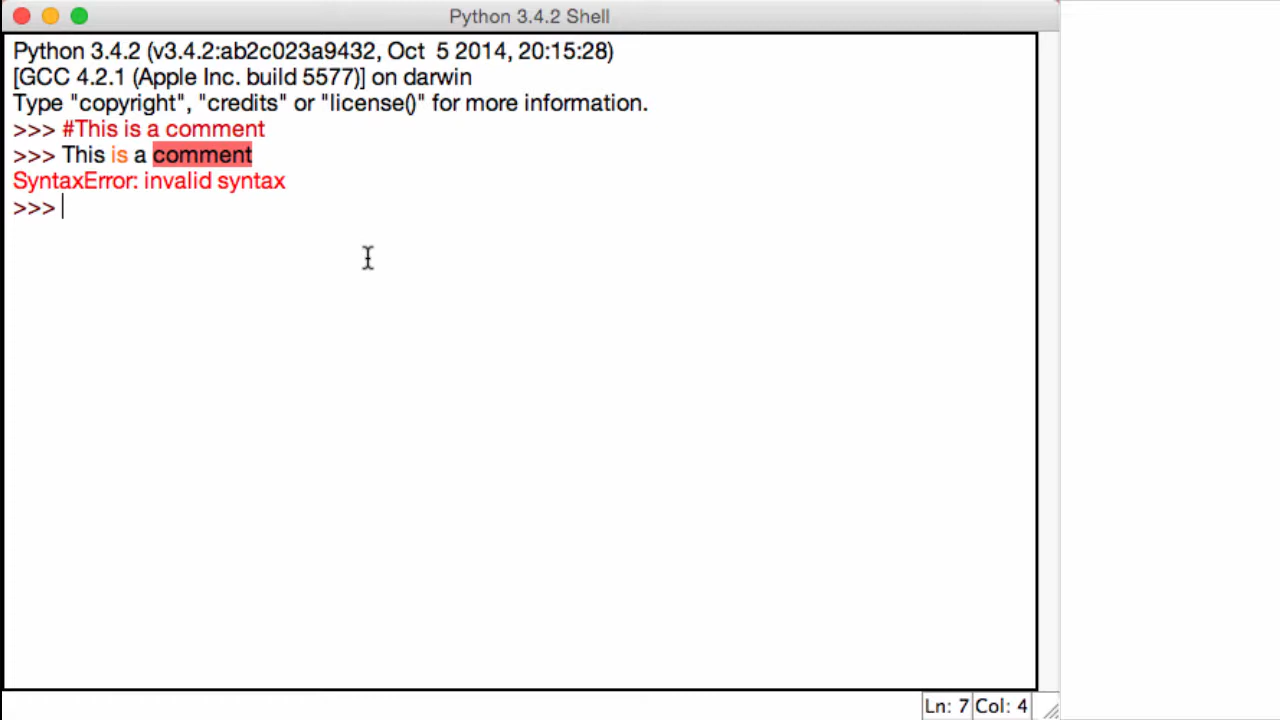 Python 3.4.2 Shell
Python 3.4.2 (v3.4.2:ab2c023a9432, Oct  5 2014, 20:15:28)
[GCC 4.2.1 (Apple Inc. build 5577)] on darwin
Type "copyright", "credits" or "license()" for more information.
>>> #This is a comment
>>> This is a comment
SyntaxError: invalid syntax
>>>
Ln: 7 Col: 4